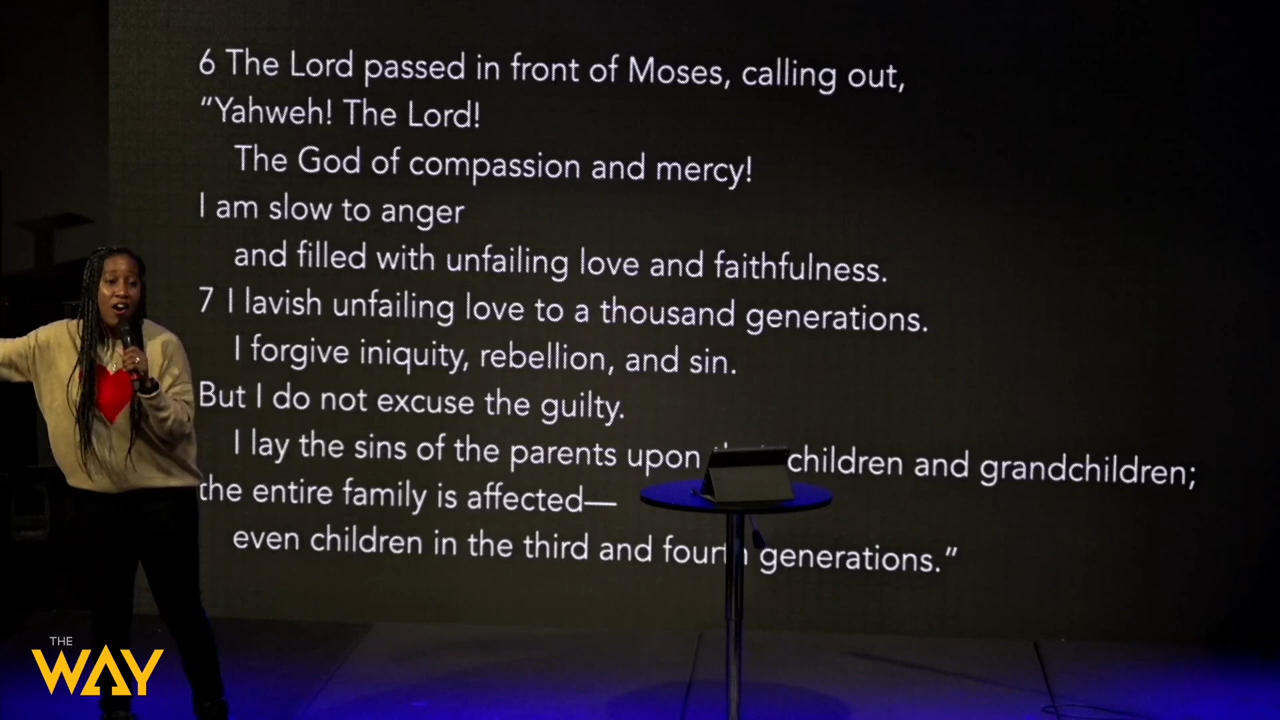 6 The Lord passed in front of Moses, calling out,
“Yahweh! The Lord!
The God of compassion and mercy!
I am slow to anger
and filled with unfailing love and faithfulness.
7 I lavish unfailing love to a thousand generations.
I forgive iniquity, rebellion, and sin.
But I do not excuse the guilty.
I lay the sins of the parents upon children and grandchildren;
the entire family is affected—
even children in the third and fourth generations.”
THE
WAY